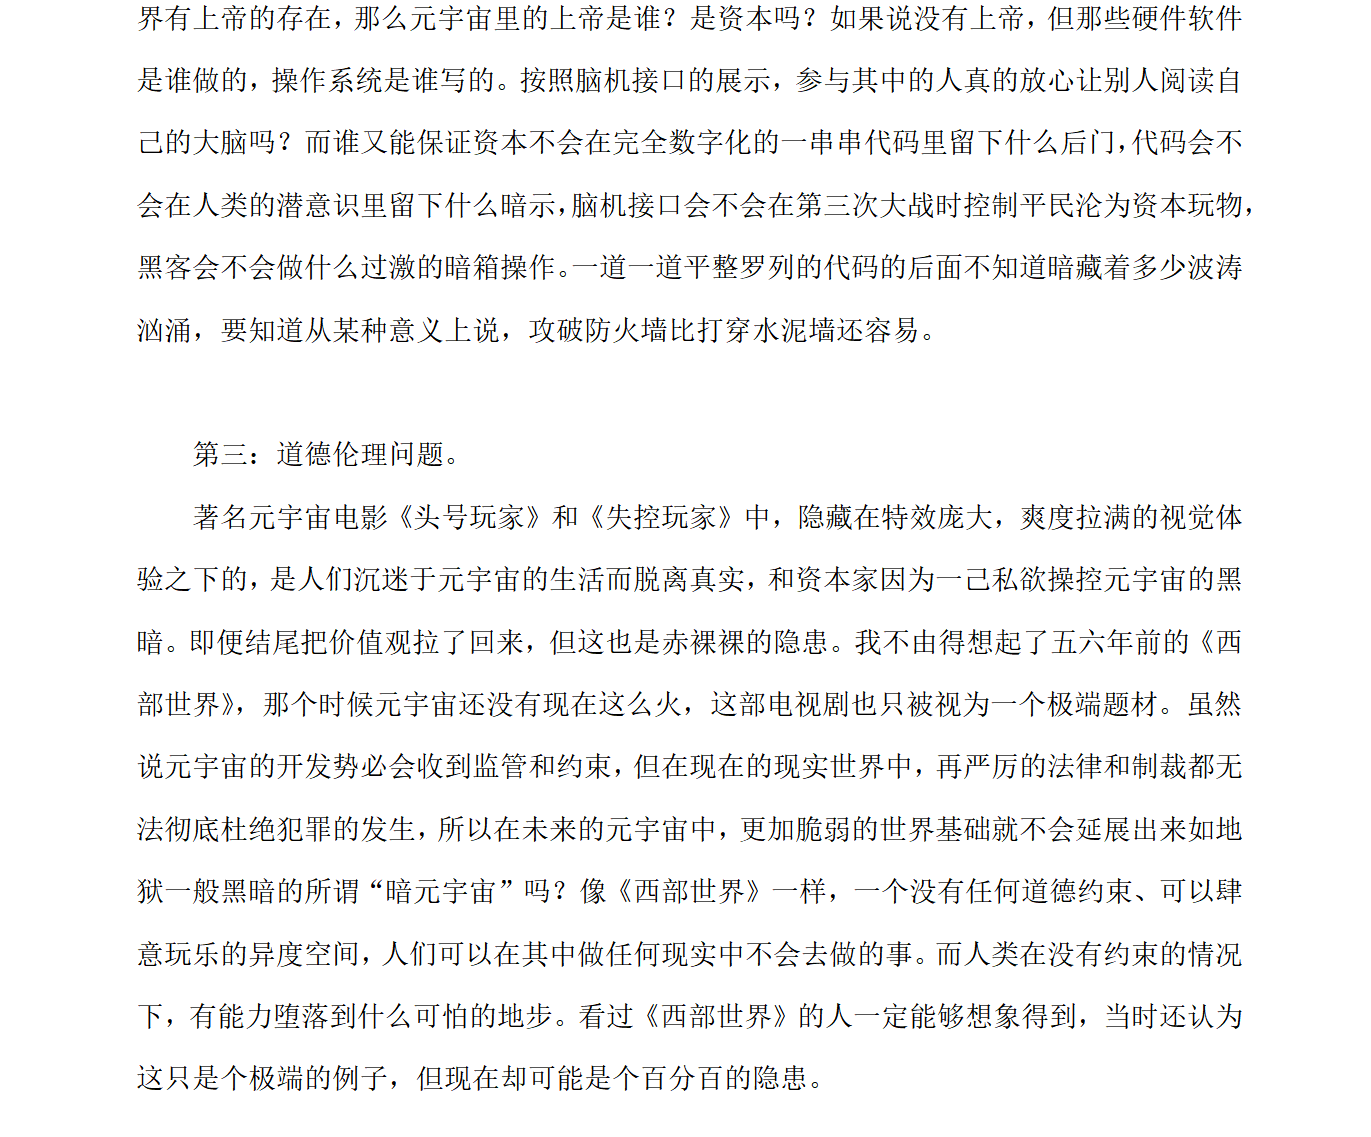 界有上帝的存在，那么元宇宙里的上帝是谁？是资本吗？如果说没有上帝，但那些硬件软件
是谁做的，操作系统是谁写的。按照脑机接口的展示，参与其中的人真的放心让别人阅读自
己的大脑吗？而谁又能保证资本不会在完全数字化的一串串代码里留下什么后门，代码会不
会在人类的潜意识里留下什么暗示，脑机接口会不会在第三次大战时控制平民沦为资本玩物，
黑客会不会做什么过激的暗箱操作。一道一道平整罗列的代码的后面不知道暗藏着多少波涛
汹涌，要知道从某种意义上说，攻破防火墙比打穿水泥墙还容易。
第三：道德伦理问题。
著名元宇宙电影《头号玩家》和《失控玩家》中，隐藏在特效庞大，爽度拉满的视觉体
验之下的，是人们沉迷于元宇宙的生活而脱离真实，和资本家因为一己私欲操控元宇宙的黑
暗。即便结尾把价值观拉了回来，但这也是赤裸裸的隐患。我不由得想起了五六年前的《西
部世界》，那个时候元宇宙还没有现在这么火，这部电视剧也只被视为一个极端题材。虽然
说元宇宙的开发势必会收到监管和约束，但在现在的现实世界中，再严厉的法律和制裁都无
法彻底杜绝犯罪的发生，所以在未来的元宇宙中，更加脆弱的世界基础就不会延展出来如地
狱一般黑暗的所谓“暗元宇宙”吗？像《西部世界》一样，一个没有任何道德约束、可以肆
意玩乐的异度空间，人们可以在其中做任何现实中不会去做的事。而人类在没有约束的情况
下，有能力堕落到什么可怕的地步。看过《西部世界》的人一定能够想象得到，当时还认为
这只是个极端的例子，但现在却可能是个百分百的隐患。